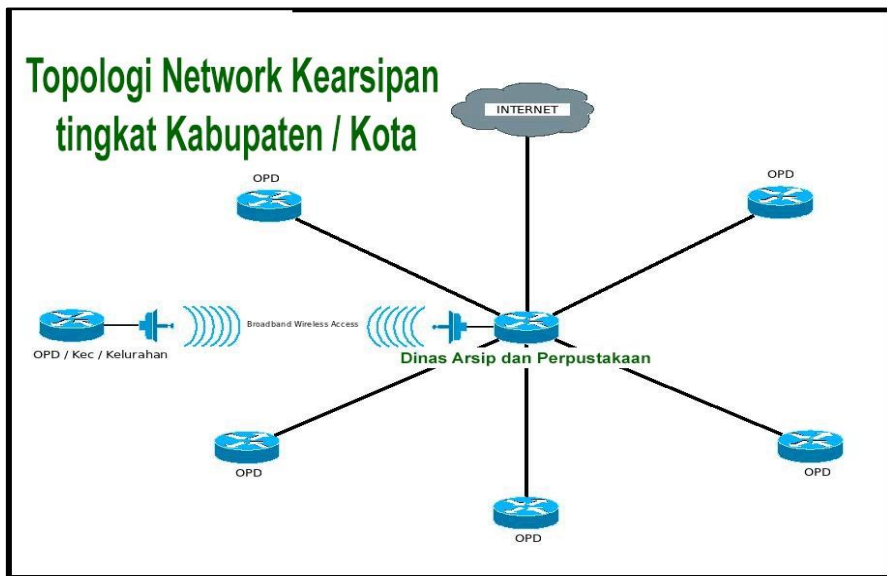 Topologi Network Kearsipan
tingkat Kabupaten / Kota
INTERNET
OPD
OPD
Broadband Wireless Access
OPD / Kec / Kelurahan
Dinas Arsip dan Perpustakaan
OPD
OPD
OPD